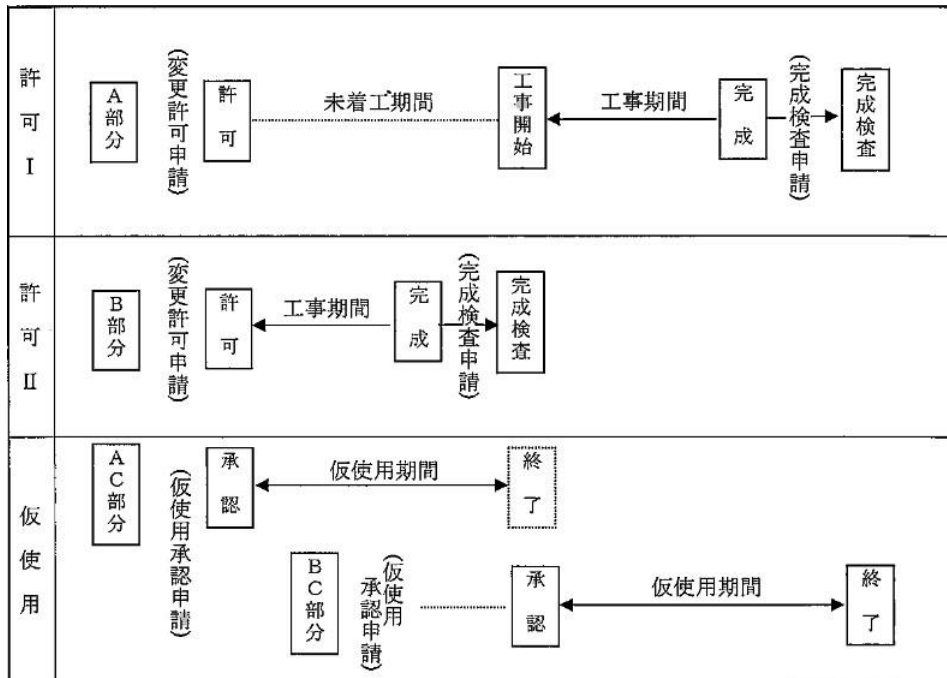 許可Ⅰ
A部分
(変更許可申請)
許可
未着工期間
工事開始
工事期間
完成
(完成検査申請)
完成検査
許可Ⅱ
B部分
(変更許可申請)
許可
工事期間
完成
(完成検査申請)
完成検査
仮使用
AC部分
(仮使用承認申請)
承認
仮使用期間
終了
BC部分
(仮使用
承認申請)
承認
仮使用期間
終了